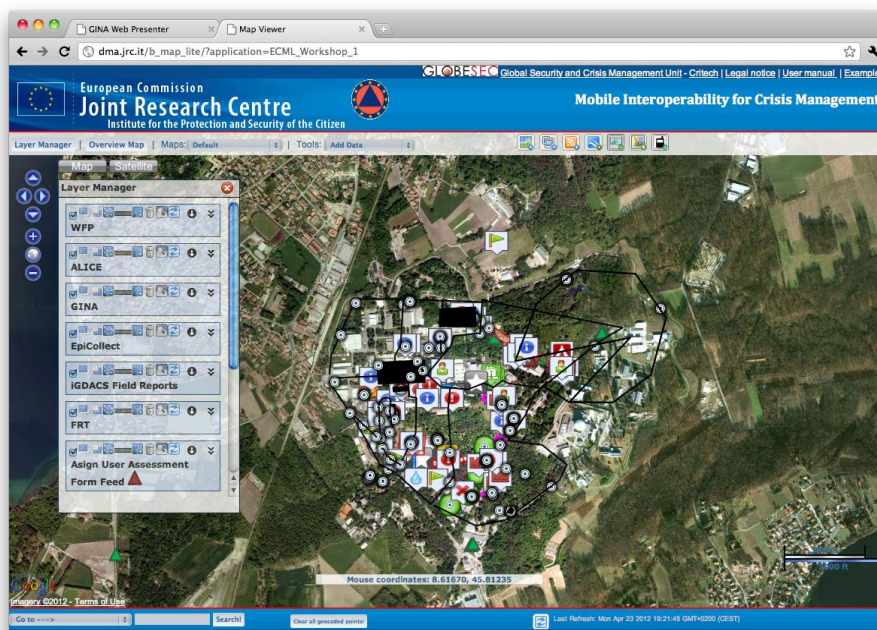 GINA Web Presenter
Map Viewer
dma.jrc.it/b_map_lite/?application=ECML_Workshop_1
GLOBESEC Global Security and Crisis Management Unit - Critech | Legal notice | User manual | Example
European Commission
Joint Research Centre
Institute for the Protection and Security of the Citizen
Mobile Interoperability for Crisis Management
Layer Manager | Overview Map | Maps: Default | Tools: Add Data
Map Satellite
Layer Manager
WFP
ALICE
GINA
EpiCollect
iGDACS Field Reports
FRT
Asign User Assessment
Form Feed
Mouse coordinates: 8.61670, 45.81235
Imagery ©2012 - Terms of Use
Go to --->
Search!
Clear all geocoded points!
Last Refresh: Mon Apr 23 2012 19:21:45 GMT+0200 (CEST)